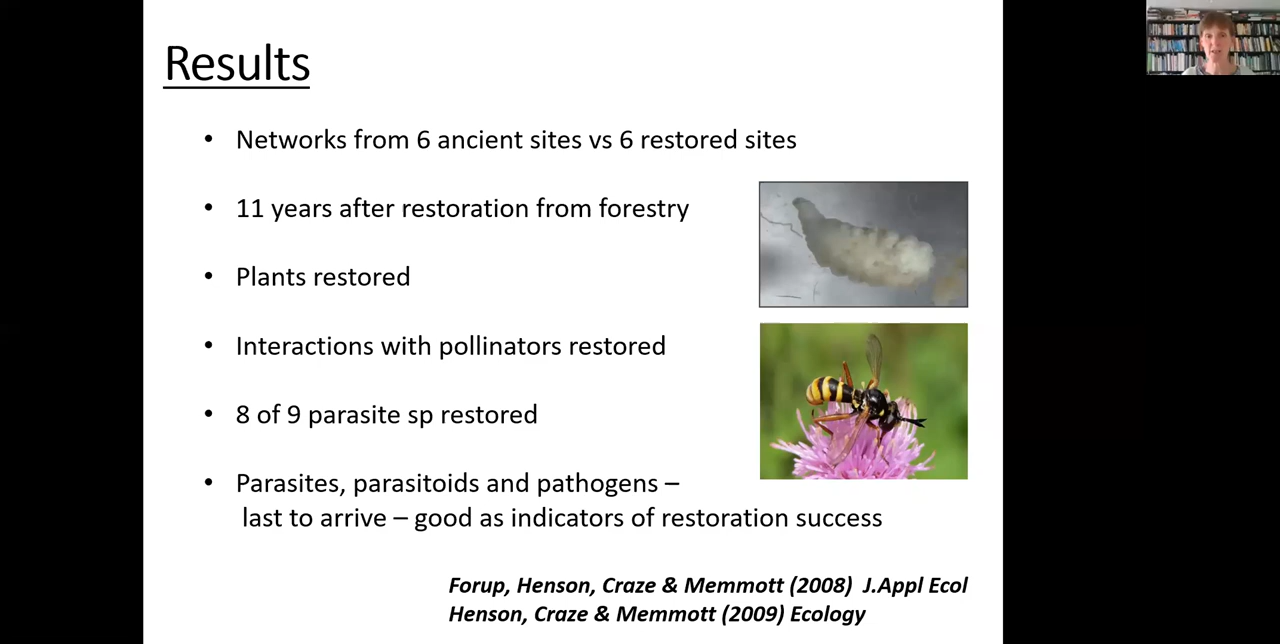 Results
• Networks from 6 ancient sites vs 6 restored sites
• 11 years after restoration from forestry
• Plants restored
• Interactions with pollinators restored
• 8 of 9 parasite sp restored
• Parasites, parasitoids and pathogens –
last to arrive – good as indicators of restoration success
Forup, Henson, Craze & Memmott (2008) J.Appl Ecol
Henson, Craze & Memmott (2009) Ecology